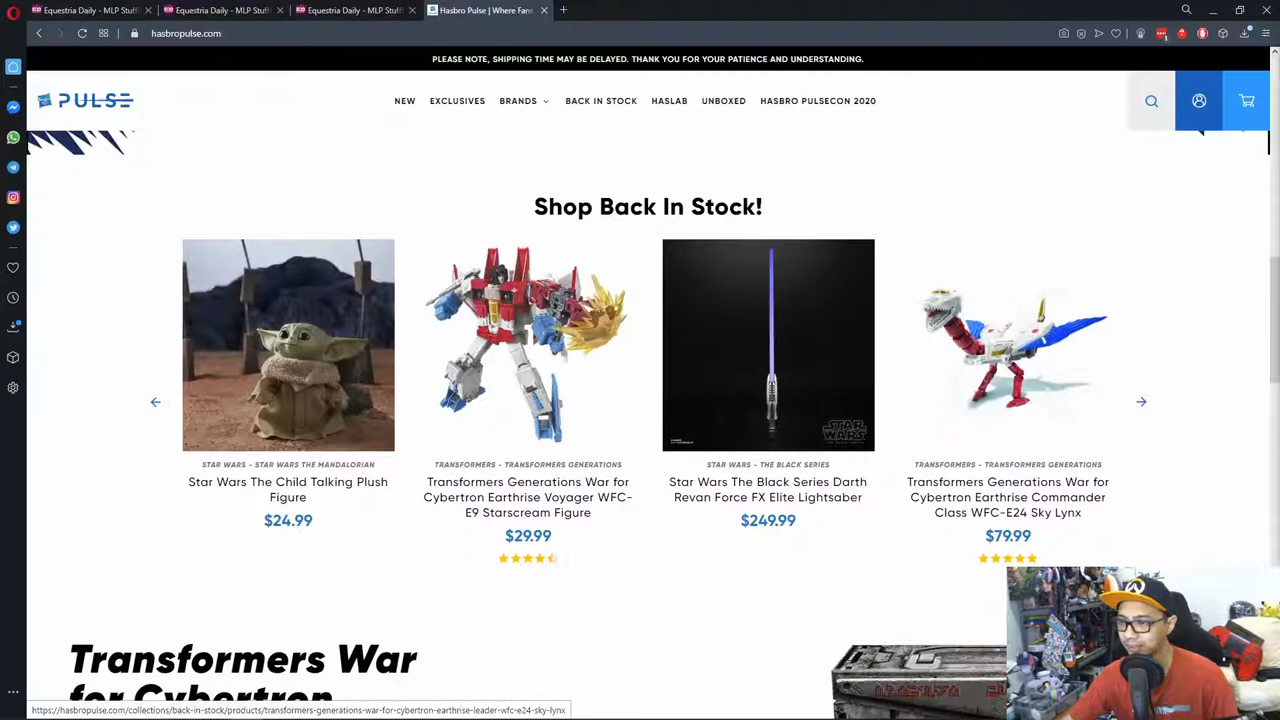 Equestria Daily - MLP Stuff!
Equestria Daily - MLP Stuff!
Equestria Daily - MLP Stuff!
Hasbro Pulse | Where Fans
88
hasbropulse.com
PLEASE NOTE, SHIPPING TIME MAY BE DELAYED. THANK YOU FOR YOUR PATIENCE AND UNDERSTANDING.
PULSE
NEW
EXCLUSIVES
BRANDS
BACK IN STOCK
HASLAB
UNBOXED
HASBRO PULSECON 2020
Shop Back In Stock!
STAR WARS
STAR WARS - STAR WARS THE MANDALORIAN
Star Wars The Child Talking Plush
Figure
$24.99
TRANSFORMERS - TRANSFORMERS GENERATIONS
Transformers Generations War for
Cybertron Earthrise Voyager WFC-
E9 Starscream Figure
$29.99
STAR WARS - THE BLACK SERIES
Star Wars The Black Series Darth
Revan Force FX Elite Lightsaber
$249.99
TRANSFORMERS - TRANSFORMERS GENERATIONS
Transformers Generations War for
Cybertron Earthrise Commander
Class WFC-E24 Sky Lynx
$79.99
Transformers War
for Cybertron
https://hasbropulse.com/collections/back-in-stock/products/transformers-generations-war-for-cybertron-earthrise-leader-wfc-e24-sky-lynx